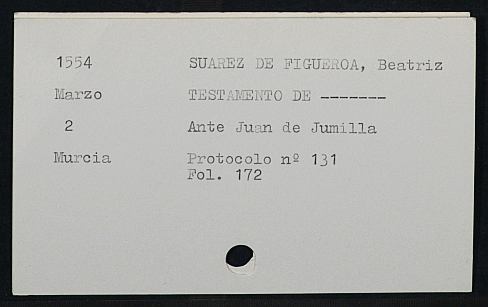 1554 SUAREZ DE FIGUEROA, Beatriz
Marzo TESTAMENTO DE -------
2 Ante Juan de Jumilla
Murcia Protocolo nº 131
Fol. 172